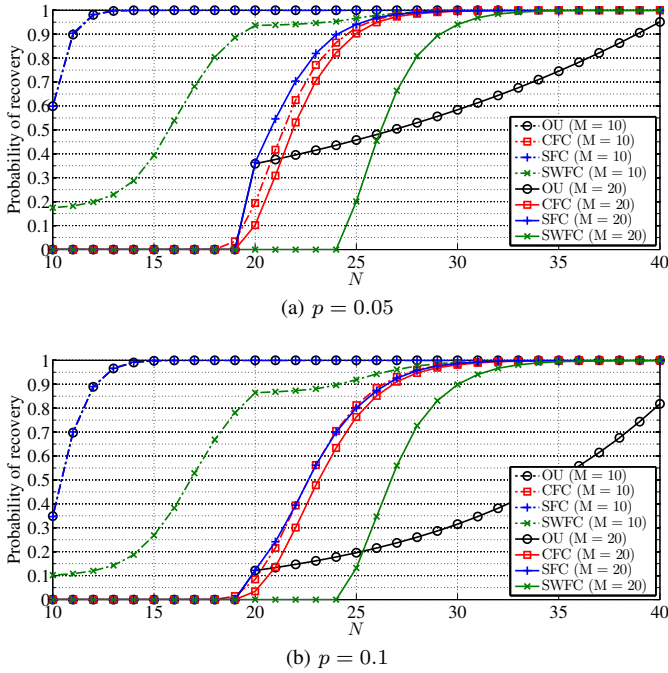 1
0.9
0.8
0.7
0.6
0.5
0.4
0.3
0.2
0.1
0
Probability of recovery
OU (M = 10)
CFC (M = 10)
SFC (M = 10)
SWFC (M = 10)
OU (M = 20)
CFC (M = 20)
SFC (M = 20)
SWFC (M = 20)
10 15 20 25 30 35 40
N
(a) p = 0.05
1
0.9
0.8
0.7
0.6
0.5
0.4
0.3
0.2
0.1
0
Probability of recovery
OU (M = 10)
CFC (M = 10)
SFC (M = 10)
SWFC (M = 10)
OU (M = 20)
CFC (M = 20)
SFC (M = 20)
SWFC (M = 20)
10 15 20 25 30 35 40
N
(b) p = 0.1